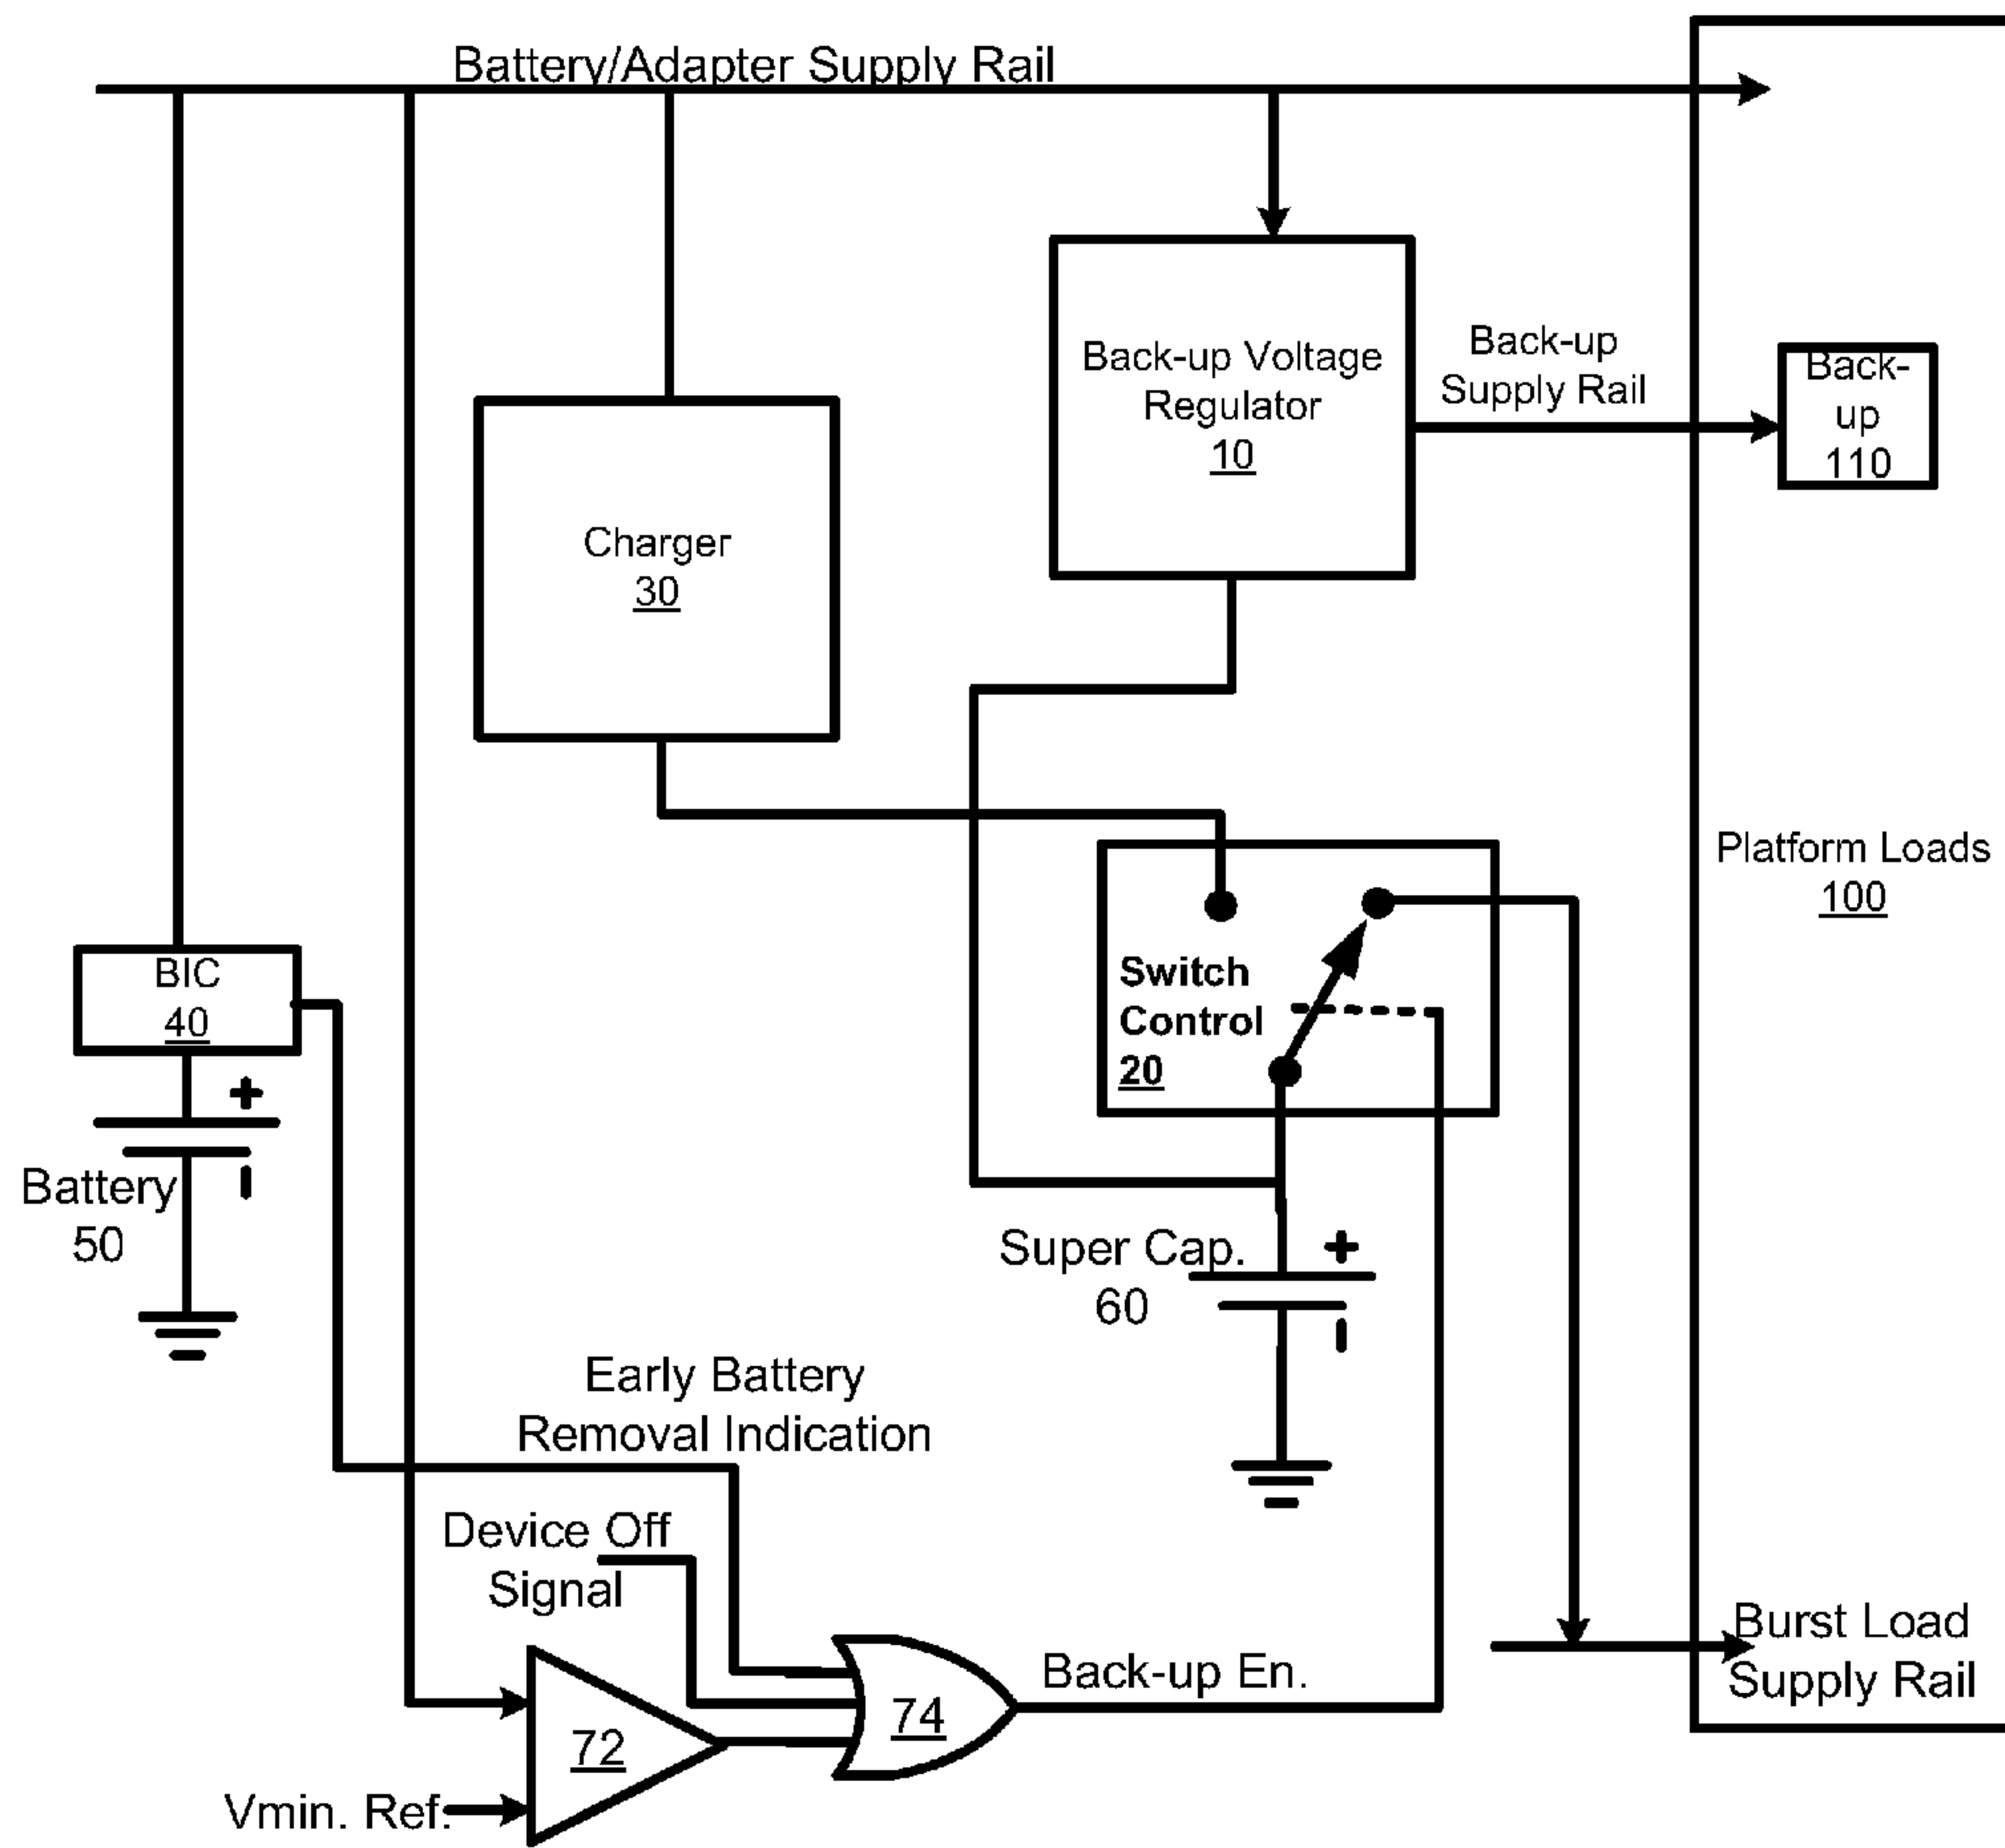 Battery/Adapter Supply Rail
Back-up Voltage
Regulator
10
Back-up
Supply Rail
Back-
up
110
Charger
30
Platform Loads
100
BIC
40
Switch
Control
20
+
Battery
50
Super Cap.
60
+
Early Battery
Removal Indication
Device Off
Signal
Back-up En.
74
72
Vmin. Ref.
Burst Load
Supply Rail